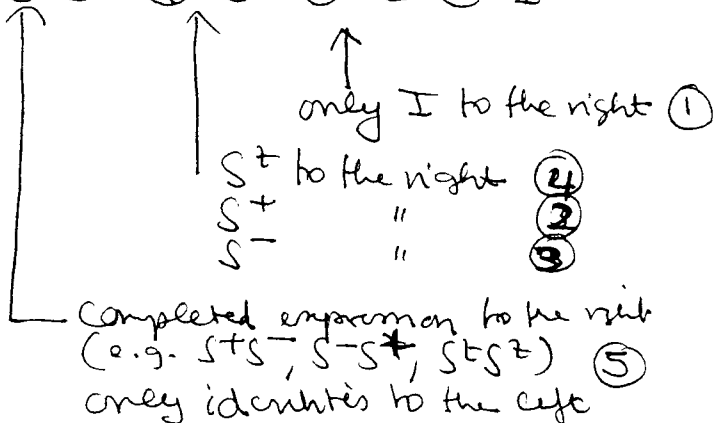 only I to the right ①
S^z to the right ④
S^+ " ②
S^- " ③
Completed expression to the right
(e.g. S^+S^-, S^-S^+, S^zS^z) ⑤
only identities to the left